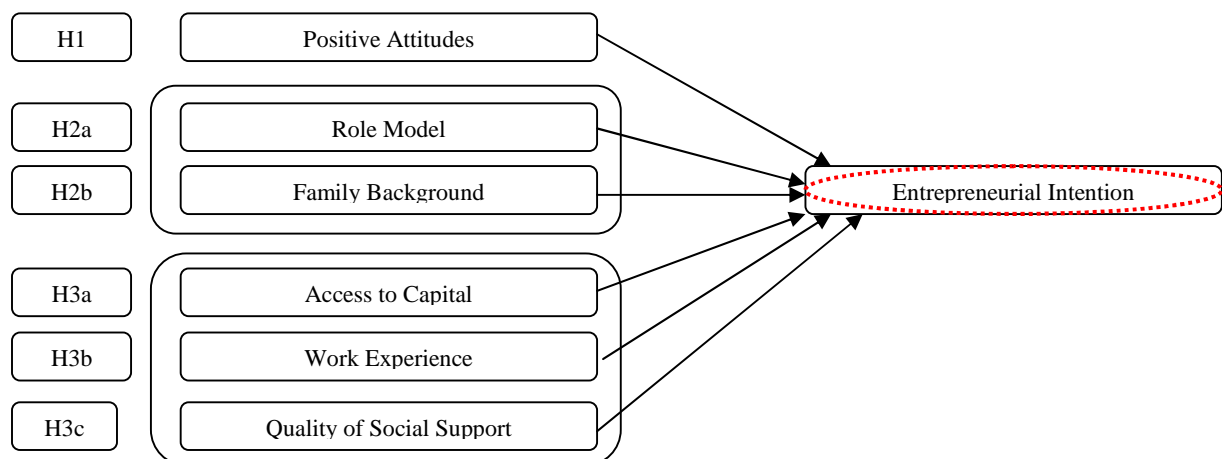 H1 Positive Attitudes
H2a Role Model
H2b Family Background
Entrepreneurial Intention
H3a Access to Capital
H3b Work Experience
H3c Quality of Social Support